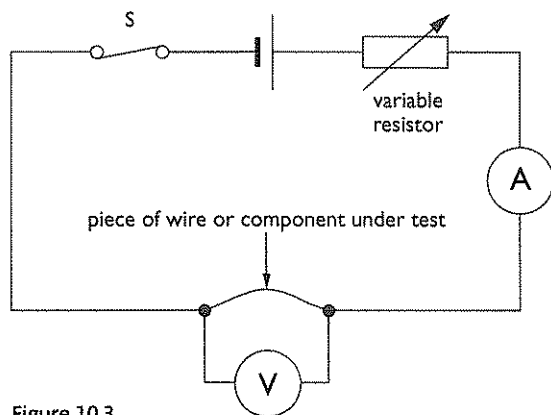 S
variable
resistor
A
piece of wire or component under test
V
Figure 10.3